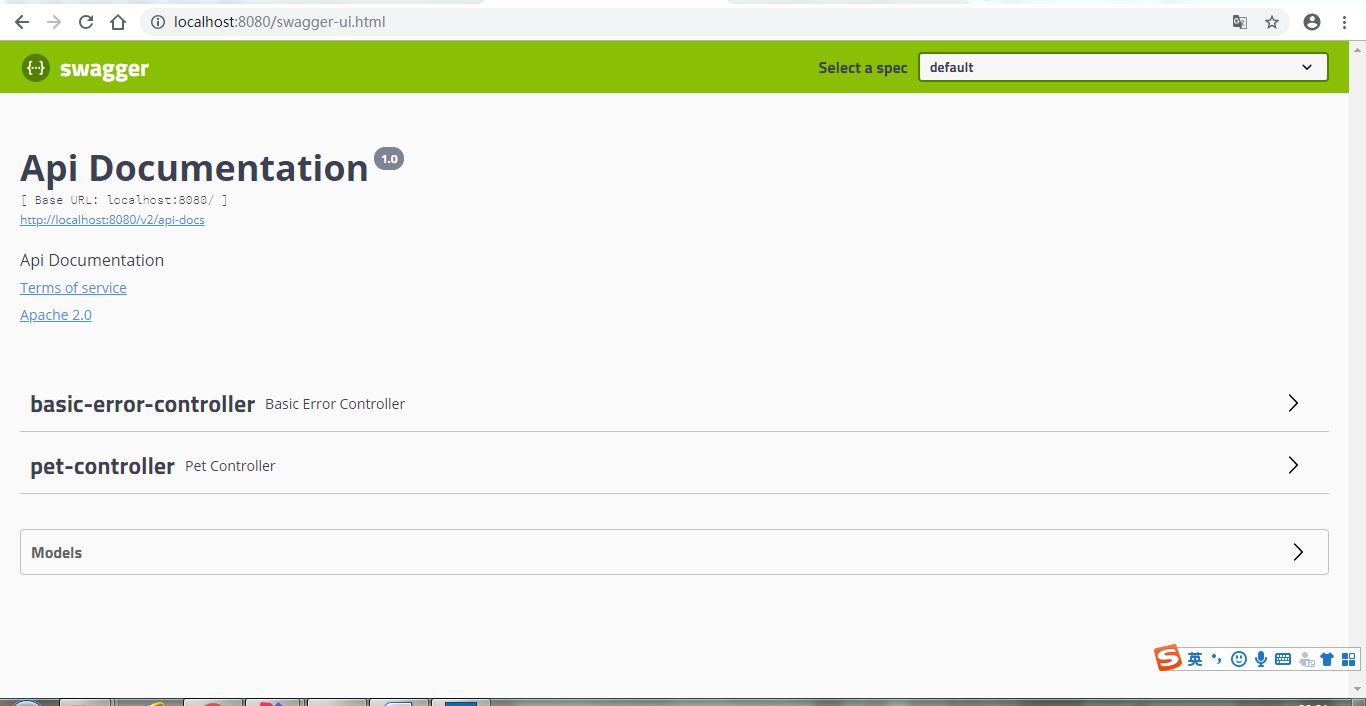 localhost:8080/swagger-ui.html
swagger
Select a spec
default
Api Documentation 1.0
[ Base URL: localhost:8080/ ]
http://localhost:8080/v2/api-docs
Api Documentation
Terms of service
Apache 2.0
basic-error-controller Basic Error Controller
pet-controller Pet Controller
Models
英